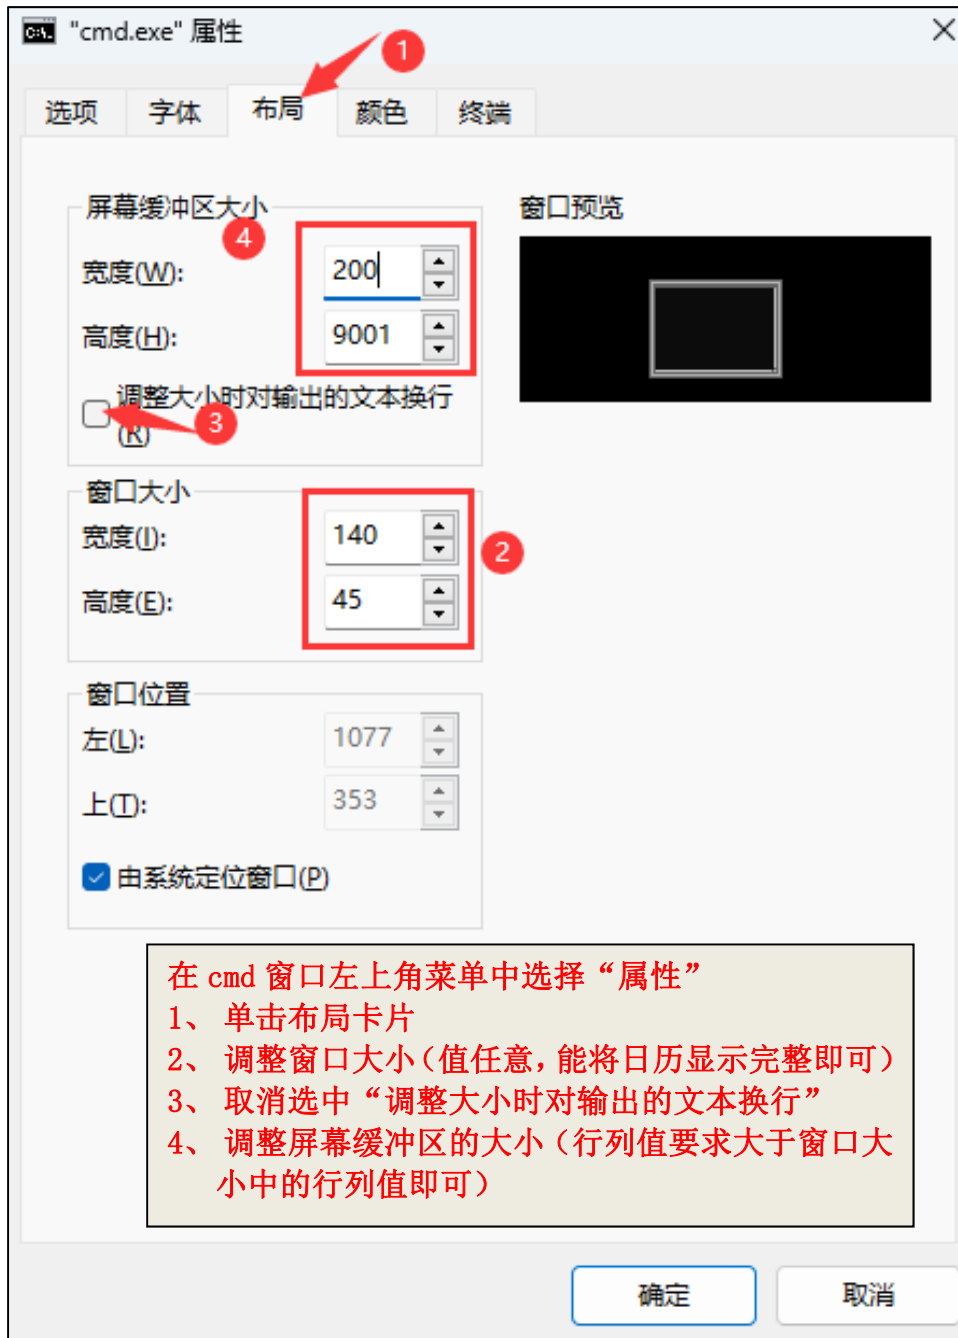 "cmd.exe" 属性
1
选项 字体 布局 颜色 终端
屏幕缓冲区大小
4
宽度(W): 200
高度(H): 9001
调整大小时对输出的文本换行
(R)
3
窗口大小
宽度(I): 140
2
高度(E): 45
窗口位置
左(L): 1077
上(T): 353
由系统定位窗口(P)
窗口预览
在 cmd 窗口左上角菜单中选择“属性”
1、 单击布局卡片
2、 调整窗口大小（值任意，能将日历显示完整即可）
3、 取消选中“调整大小时对输出的文本换行”
4、 调整屏幕缓冲区的大小（行列值要求大于窗口大
小中的行列值即可）
确定 取消